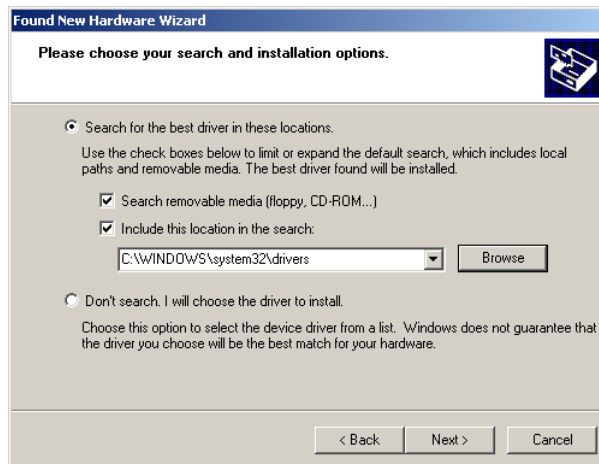 Found New Hardware Wizard
Please choose your search and installation options.
Search for the best driver in these locations.
Use the check boxes below to limit or expand the default search, which includes local
paths and removable media. The best driver found will be installed.
Search removable media (floppy, CD-ROM...)
Include this location in the search:
C:\WINDOWS\system32\drivers
Browse
Don't search. I will choose the driver to install.
Choose this option to select the device driver from a list. Windows does not guarantee that
the driver you choose will be the best match for your hardware.
< Back
Next >
Cancel